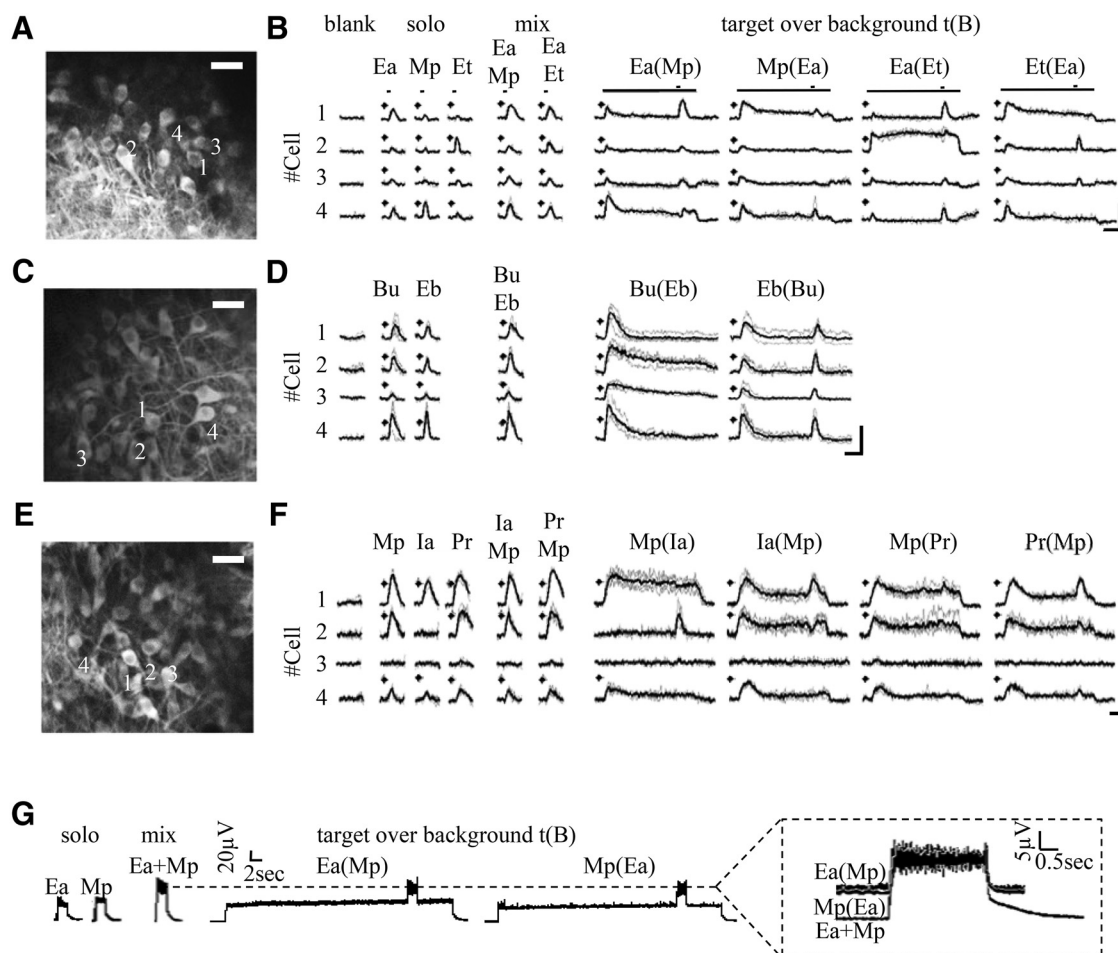 A
B
blank solo mix target over background t(B)
Ea Mp Et Ea Mp Ea Et Ea(Mp) Mp(Ea) Ea(Et) Et(Ea)
#Cell
1
2
3
4
4
2
3
1
C
D
Bu Eb Bu Eb Bu(Eb) Eb(Bu)
#Cell
1
2
3
4
1
4
3
2
E
F
Mp Ia Pr Ia Mp Pr Mp Mp(Ia) Ia(Mp) Mp(Pr) Pr(Mp)
#Cell
1
2
3
4
4
2
3
1
G
solo mix target over background t(B)
Ea Mp Ea+Mp 20µV 2sec Ea(Mp) Mp(Ea)
5µV 0.5sec
Ea(Mp)
Mp(Ea)
Ea+Mp